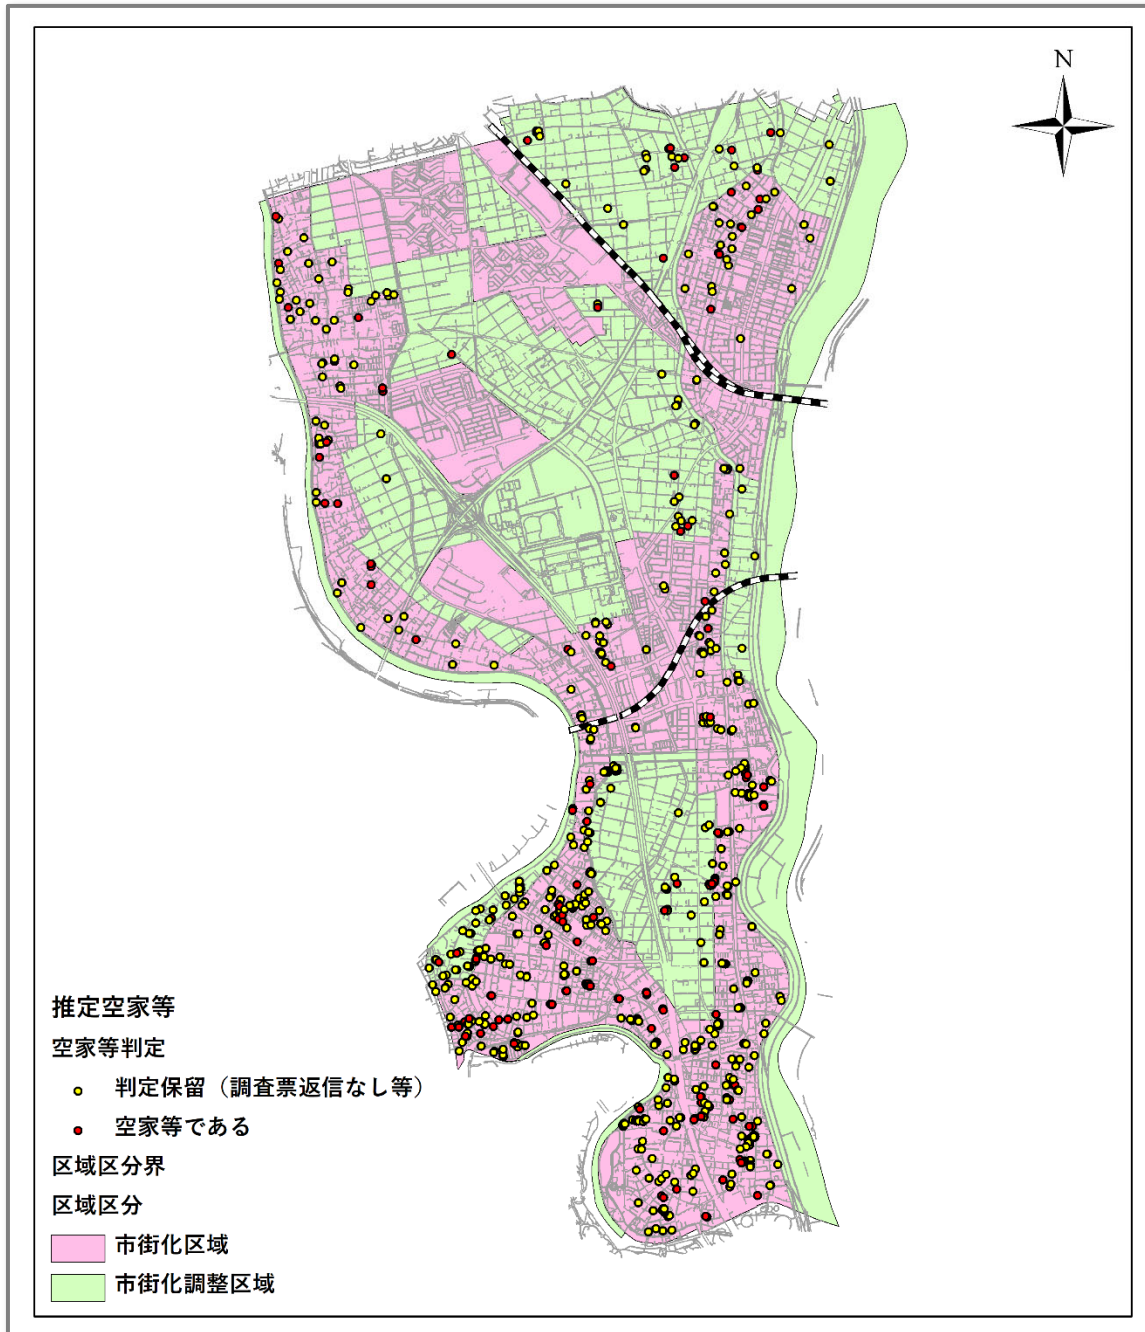 N
推定空家等
空家等判定
判定保留（調査票返信なし等）
空家等である
区域区分界
区域区分
市街化区域
市街化調整区域